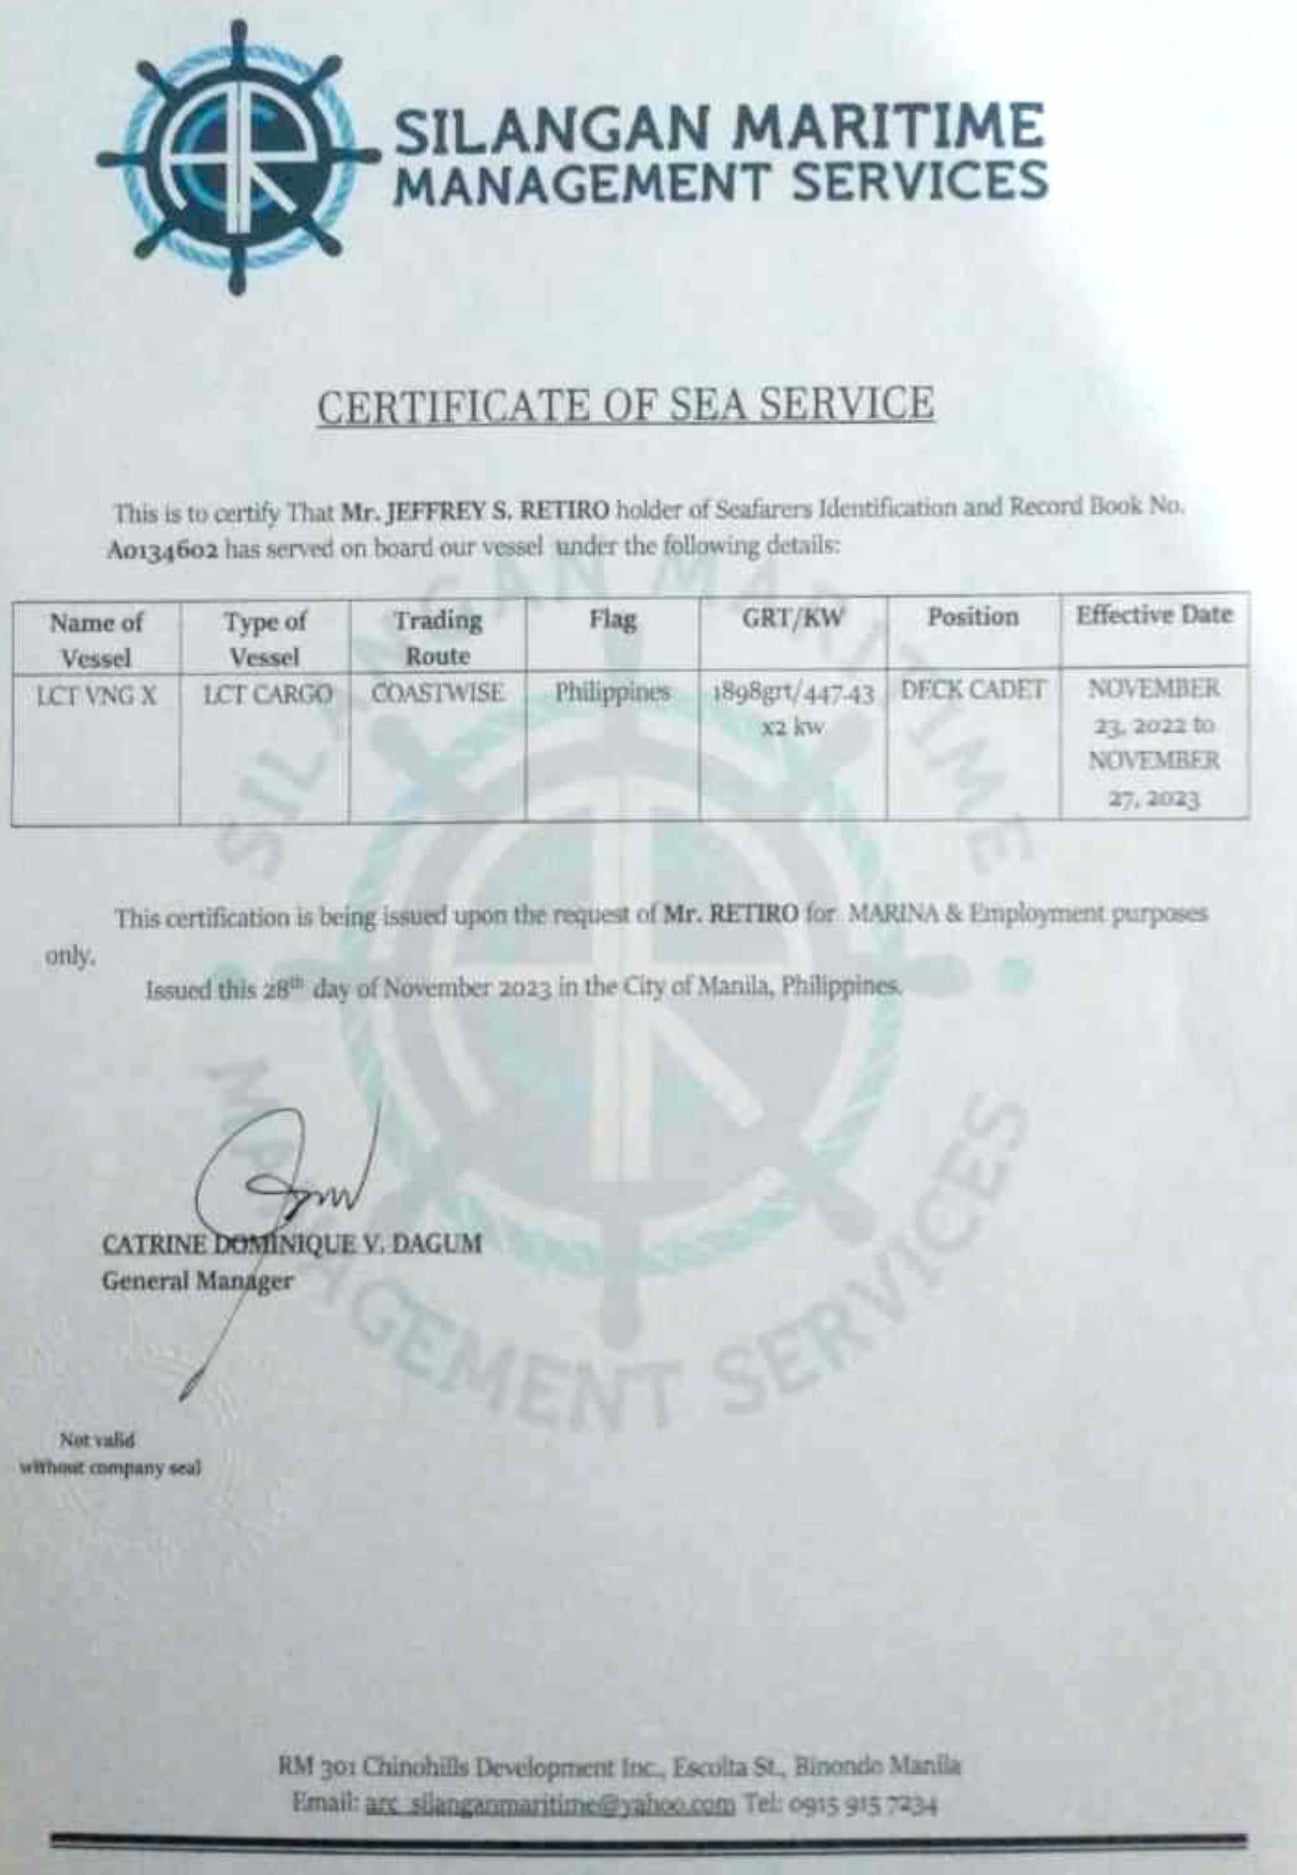 SILANGAN MARITIME
MANAGEMENT SERVICES
CERTIFICATE OF SEA SERVICE
This is to certify That Mr. JEFFREY S. RETIRO holder of Seafarers Identification and Record Book No.
A0134602 has served on board our vessel under the following details:
Name of Vessel Type of Vessel Trading Route Flag GRT/KW Position Effective Date
LCT VNG X LCT CARGO COASTWISE Philippines 1898grt/447.43 x2 kw DECK CADET NOVEMBER 23, 2022 to NOVEMBER 27, 2023
This certification is being issued upon the request of Mr. RETIRO for MARINA & Employment purposes
only.
Issued this 28th day of November 2023 in the City of Manila, Philippines.
SILANGAN MARITIME
MANAGEMENT SERVICES
CATRINE DOMINIQUE V. DAGUM
General Manager
Not valid
without company seal
RM 301 Chinohills Development Inc., Escolta St., Binondo Manila
Email: arc_silanganmaritime@yahoo.com Tel: 0915 915 7234